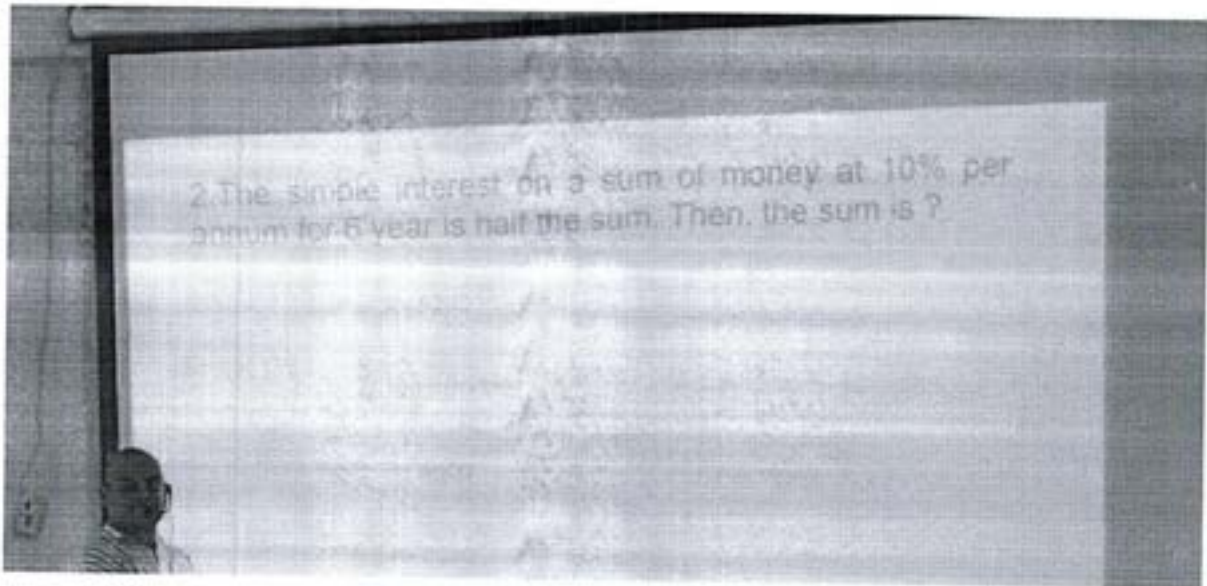 2.The simple interest on a sum of money at 10% per
annum for 6 year is half the sum. Then. the sum is ?